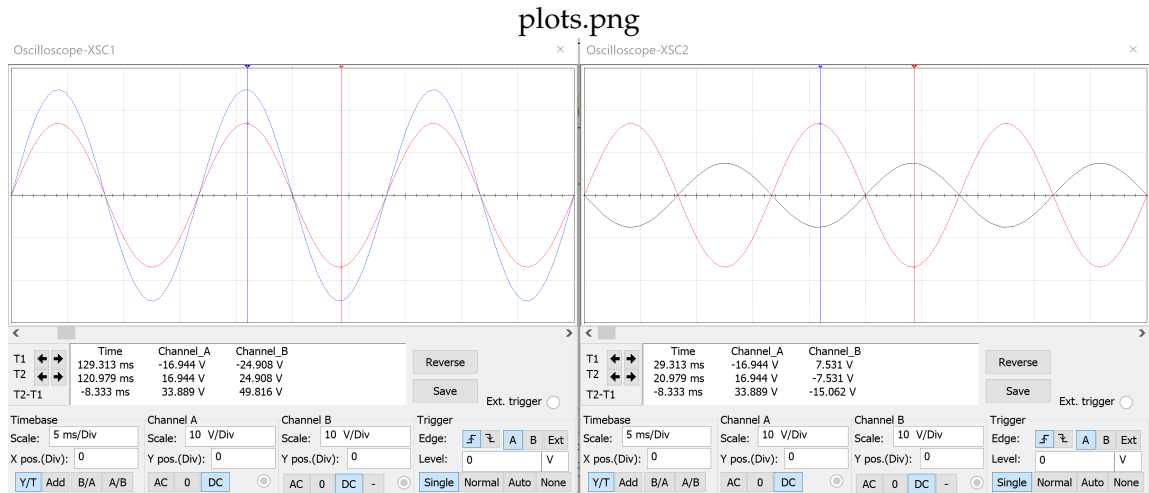 plots.png
Oscilloscope-XSC1 ×
Time Channel_A Channel_B
T1 129.313 ms -16.944 V -24.908 V
T2 120.979 ms 16.944 V 24.908 V
T2-T1 -8.333 ms 33.889 V 49.816 V
Reverse
Save
Ext. trigger
Timebase
Scale: 5 ms/Div
X pos.(Div): 0
Y/T Add B/A A/B
Channel A
Scale: 10 V/Div
Y pos.(Div): 0
AC 0 DC
Channel B
Scale: 10 V/Div
Y pos.(Div): 0
AC 0 DC -
Trigger
Edge: A B Ext
Level: 0 V
Single Normal Auto None
Oscilloscope-XSC2 ×
Time Channel_A Channel_B
T1 29.313 ms -16.944 V 7.531 V
T2 20.979 ms 16.944 V -7.531 V
T2-T1 -8.333 ms 33.889 V -15.062 V
Reverse
Save
Ext. trigger
Timebase
Scale: 5 ms/Div
X pos.(Div): 0
Y/T Add B/A A/B
Channel A
Scale: 10 V/Div
Y pos.(Div): 0
AC 0 DC
Channel B
Scale: 10 V/Div
Y pos.(Div): 0
AC 0 DC -
Trigger
Edge: A B Ext
Level: 0 V
Single Normal Auto None